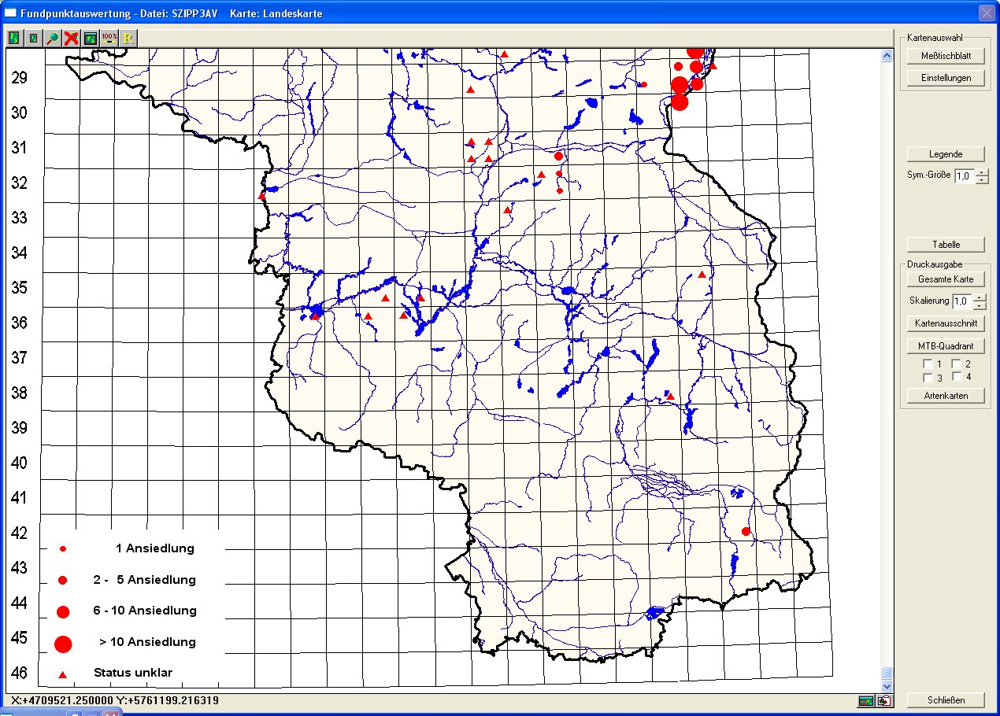 Fundpunktauswertung - Datei: SZIPP3AV    Karte: Landeskarte
100%
R
29
30
31
32
33
34
35
36
37
38
39
40
41
42
43
44
45
46
1 Ansiedlung
2 -  5 Ansiedlung
6 - 10 Ansiedlung
> 10 Ansiedlung
Status unklar
X:+4709521.250000 Y:+5761199.216319
Kartenauswahl
Meßtischblatt
Einstellungen
Legende
Sym.-Größe 1,0
Tabelle
Druckausgabe
Gesamte Karte
Skalierung 1,0
Kartenausschnitt
MTB-Quadrant
1 2
3 4
Artenkarten
Schließen